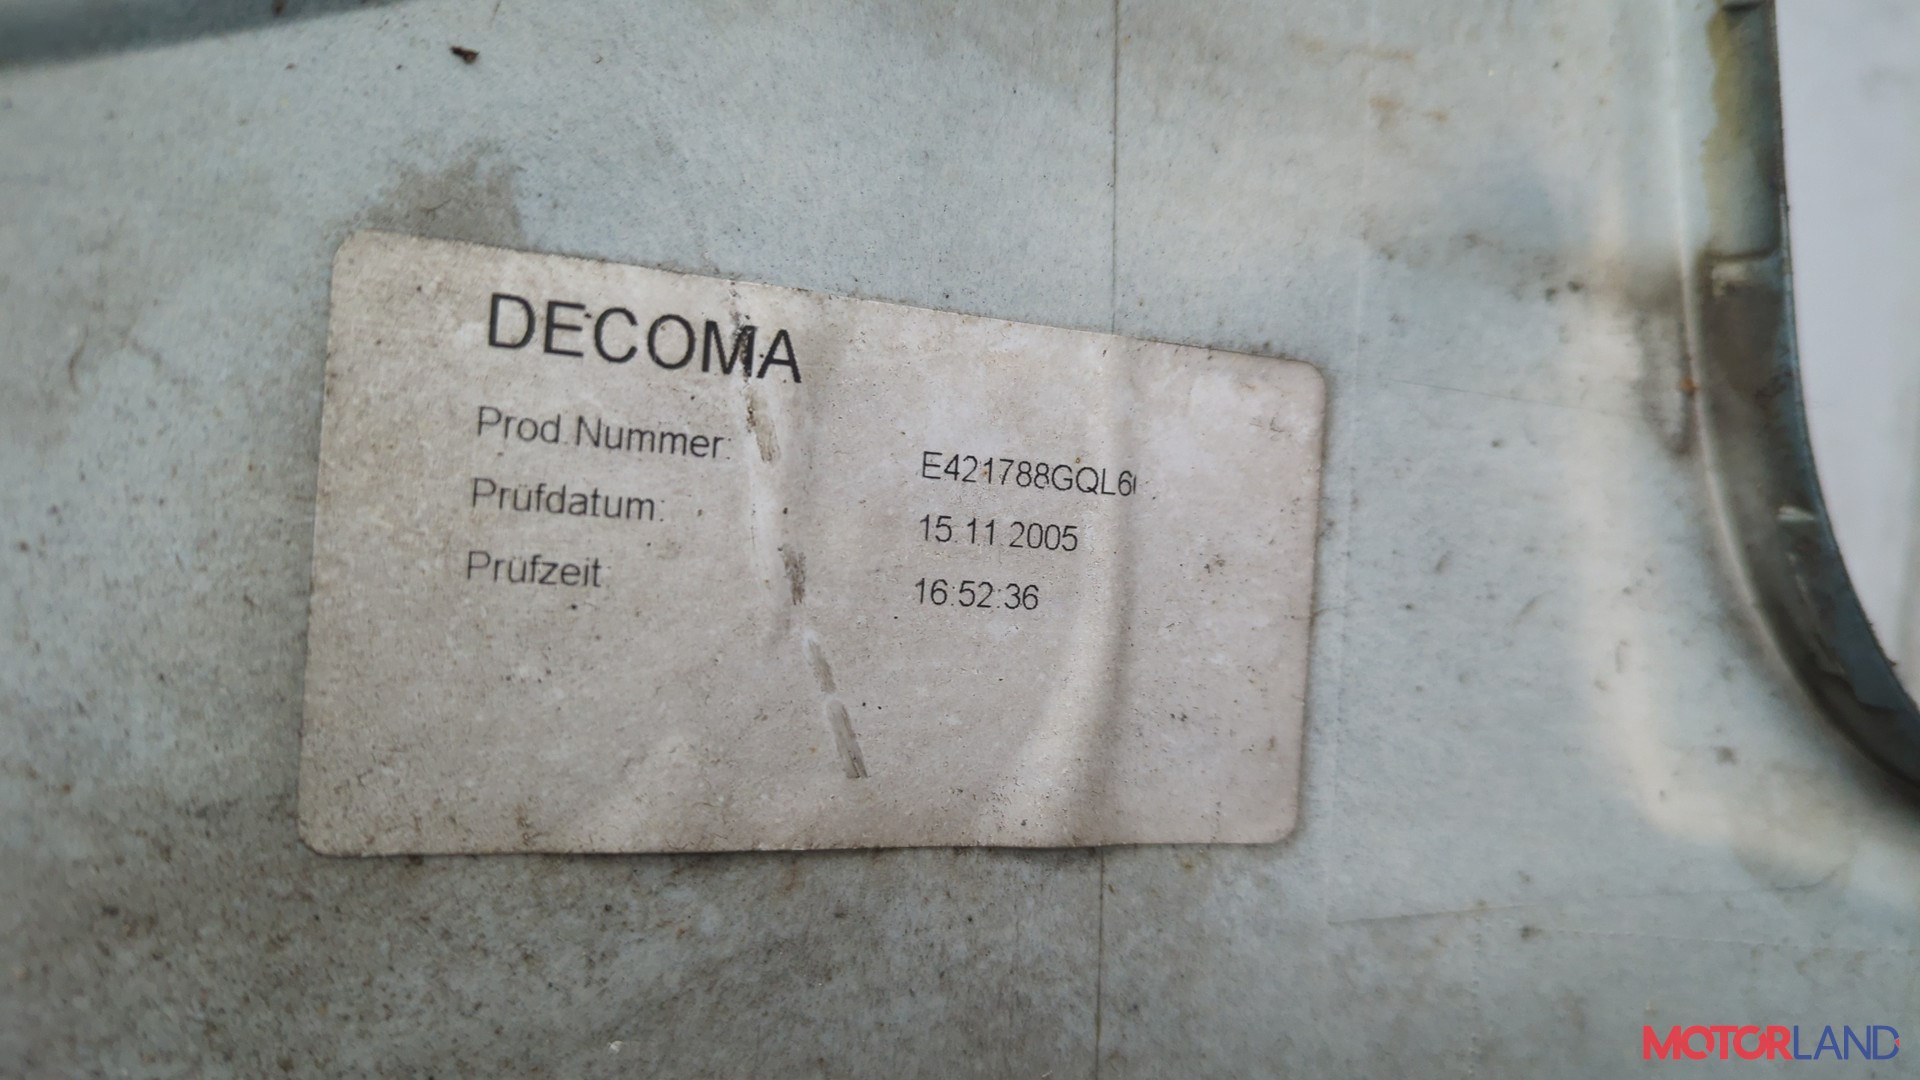 DECOMA
Prod.Nummer:
E421788GQL6
Prüfdatum:
15.11.2005
Prüfzeit:
16:52:36
MOTORLAND